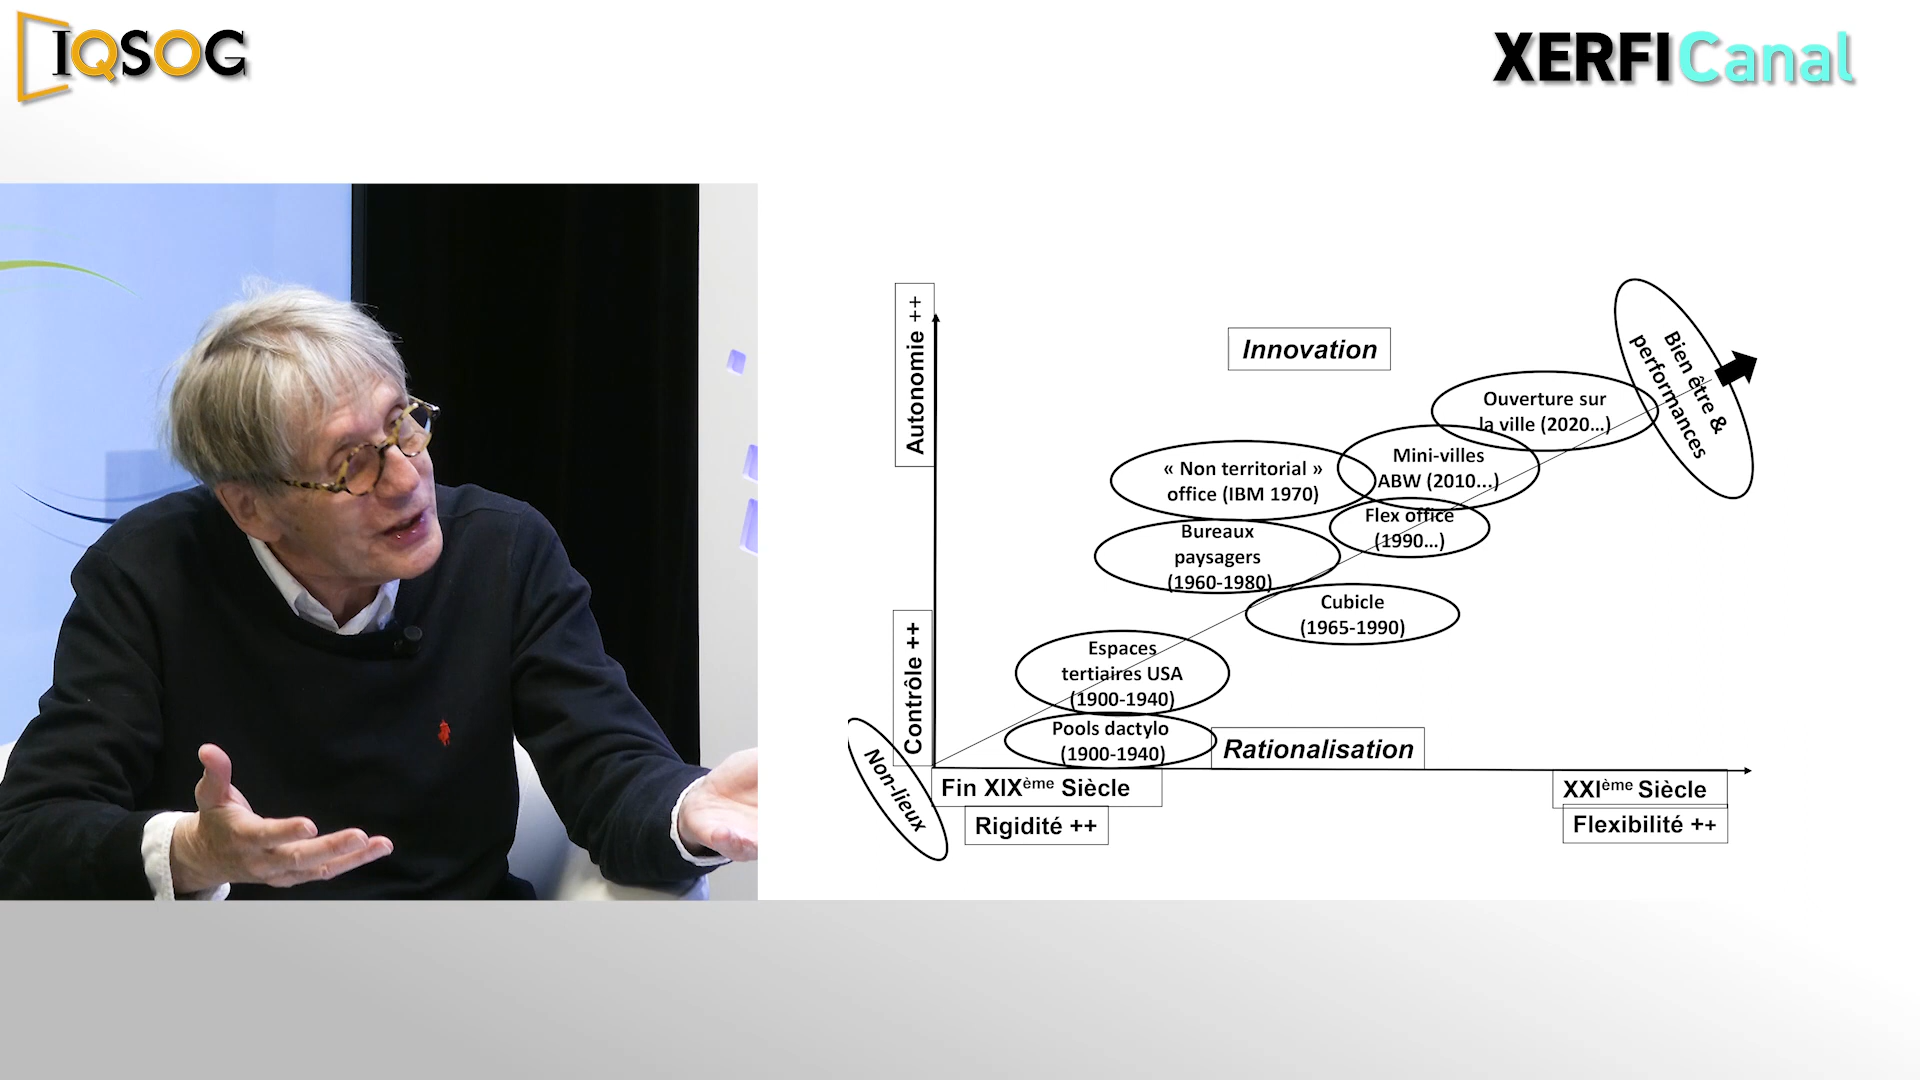 IQSOG
XERFI Canal
Autonomie ++
Innovation
Bien être &
performances
Ouverture sur
la ville (2020...)
Mini-villes
ABW (2010...)
« Non territorial »
office (IBM 1970)
Flex office
(1990...)
Bureaux
paysagers
(1960-1980)
Cubicle
(1965-1990)
Contrôle ++
Espaces
tertiaires USA
(1900-1940)
Pools dactylo
(1900-1940)
Rationalisation
Non-lieux
Fin XIXème Siècle
XXIème Siècle
Rigidité ++
Flexibilité ++